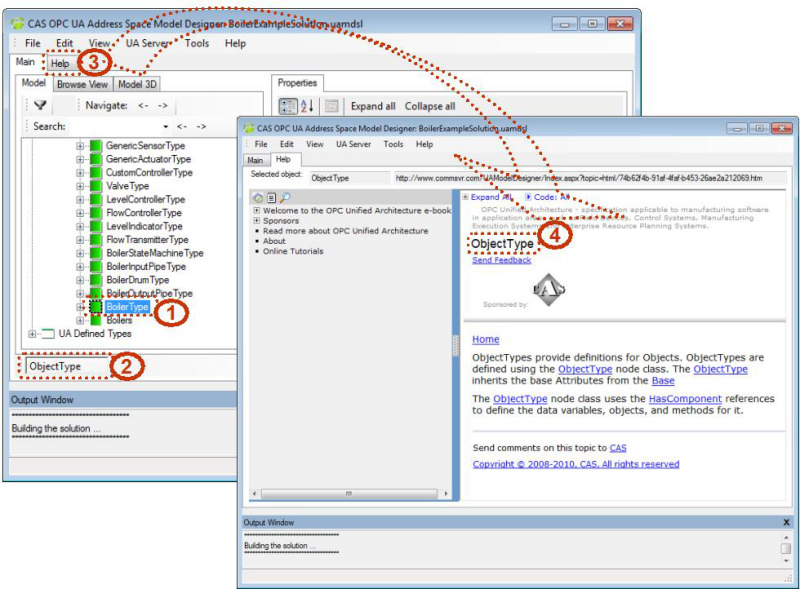 CAS OPC UA Address Space Model Designer: BoilerExampleSolution.uamdsl
File Edit View UA Server Tools Help
Main Help 3
Model Browse View Model 3D
Navigate: <- ->
Search: <- ->
GenericSensorType
GenericActuatorType
CustomControllerType
ValveType
LevelControllerType
FlowControllerType
LevelIndicatorType
FlowTransmitterType
BoilerStateMachineType
BoilerInputPipeType
BoilerDrumType
BoilerOutputPipeType
BoilerType 1
Boilers
UA Defined Types
ObjectType 2
Output Window
************************************
Building the solution ...
************************************
Properties
Expand all Collapse all
CAS OPC UA Address Space Model Designer: BoilerExampleSolution.uamdsl
File Edit View UA Server Tools Help
Main Help
Selected object: ObjectType http://www.commsvr.com/UAModelDesigner/Index.aspx?topic=html/74b62f4b-91af-4faf-b453-26ae2a212069.htm
Welcome to the OPC Unified Architecture e-book
Sponsors
Read more about OPC Unified Architecture
About
Online Tutorials
Expand All Code: All
OPC Unified Architecture - specification applicable to manufacturing software
in application areas such as Control Systems, Manufacturing
Execution Systems Enterprise Resource Planning Systems.
ObjectType 4
Send Feedback
CAS
Sponsored by:
Home
ObjectTypes provide definitions for Objects. ObjectTypes are
defined using the ObjectType node class. The ObjectType
inherits the base Attributes from the Base
The ObjectType node class uses the HasComponent references
to define the data variables, objects, and methods for it.
Send comments on this topic to CAS
Copyright © 2008-2010, CAS, All rights reserved
Output Window X
************************************
Building the solution ...
************************************